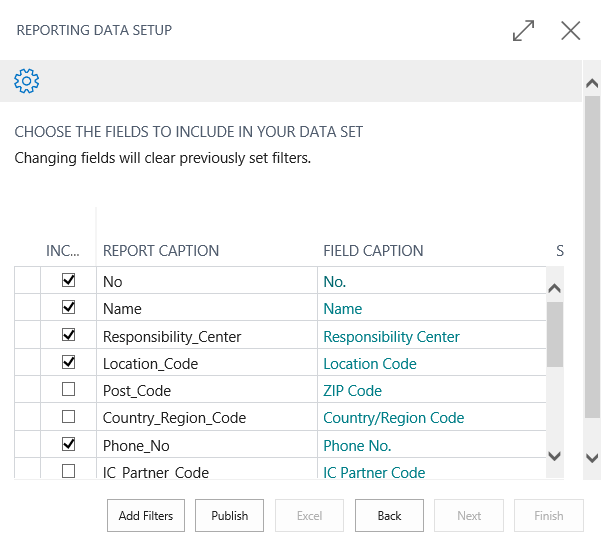 REPORTING DATA SETUP
CHOOSE THE FIELDS TO INCLUDE IN YOUR DATA SET
Changing fields will clear previously set filters.
INC... REPORT CAPTION FIELD CAPTION S
No No.
Name Name
Responsibility_Center Responsibility Center
Location_Code Location Code
Post_Code ZIP Code
Country_Region_Code Country/Region Code
Phone_No Phone No.
IC_Partner_Code IC Partner Code
Add Filters Publish Excel Back Next Finish